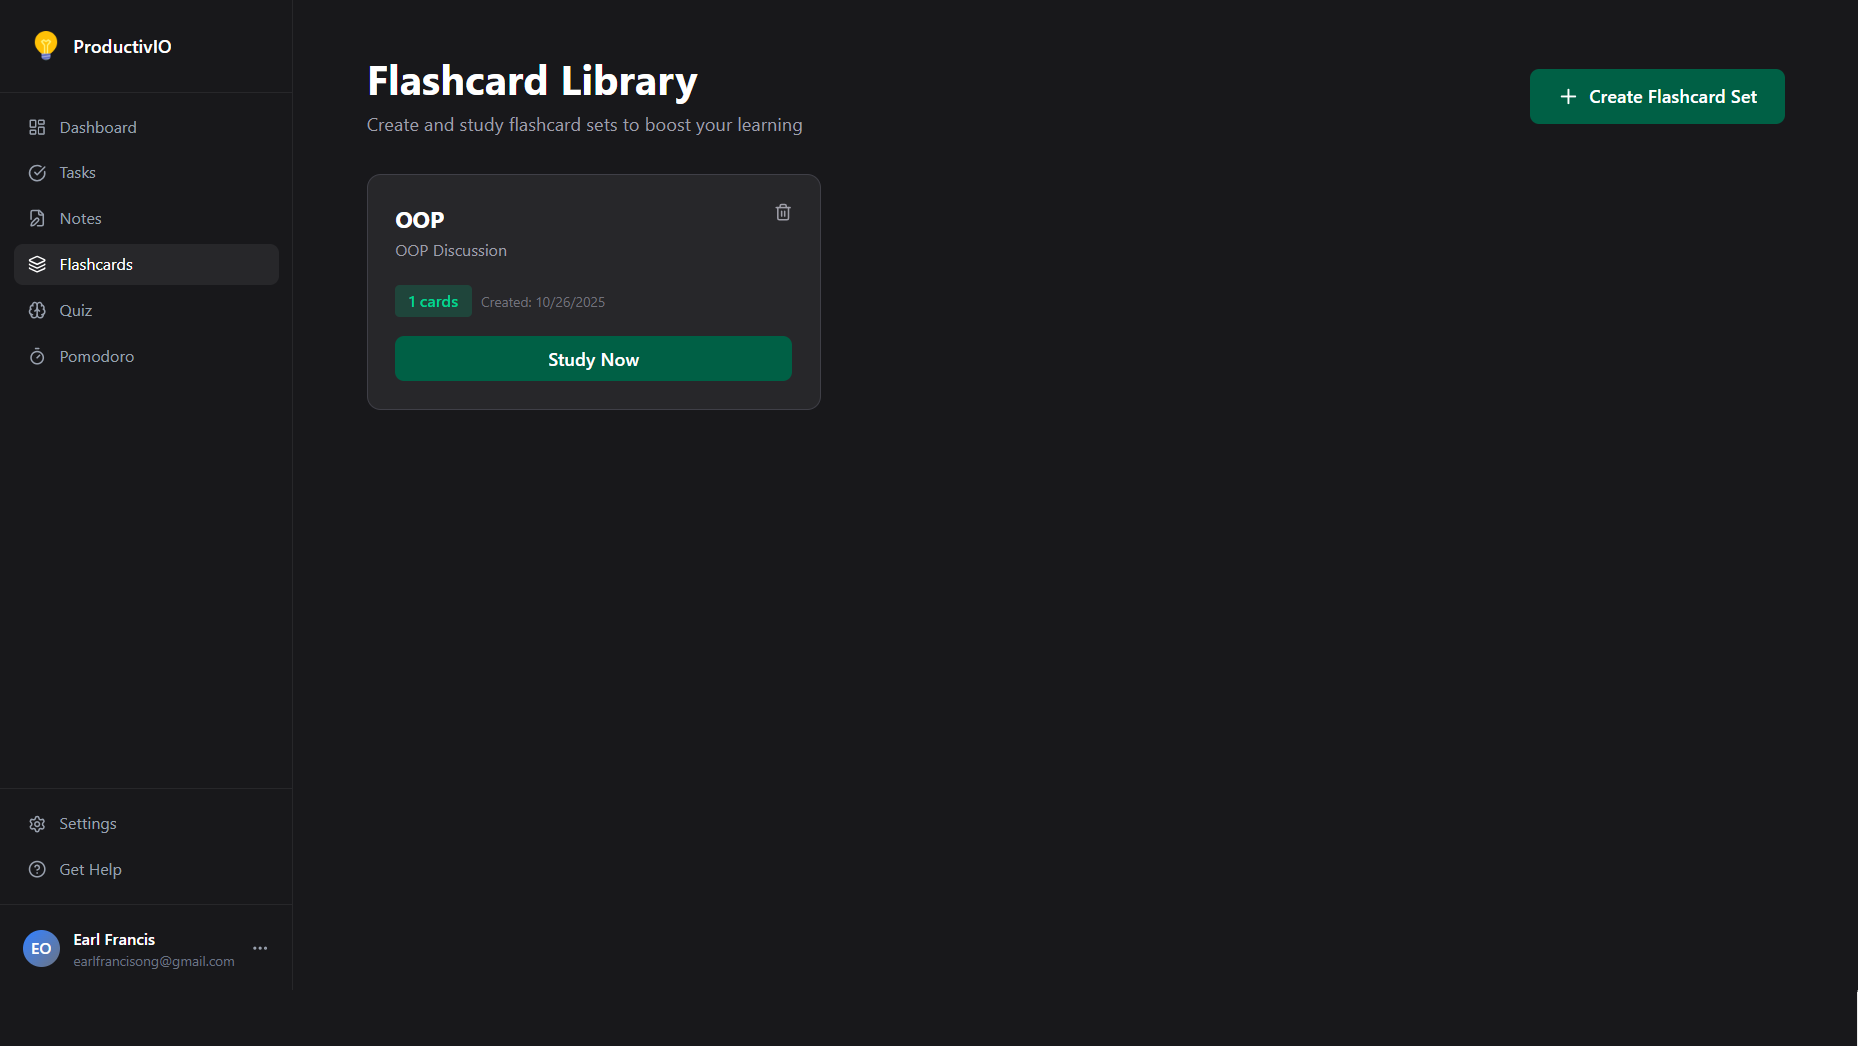 ProductivIO
Dashboard
Tasks
Notes
Flashcards
Quiz
Pomodoro
Settings
Get Help
EO
Earl Francis
earlfrancisong@gmail.com
Flashcard Library
Create and study flashcard sets to boost your learning
Create Flashcard Set
OOP
OOP Discussion
1 cards
Created: 10/26/2025
Study Now